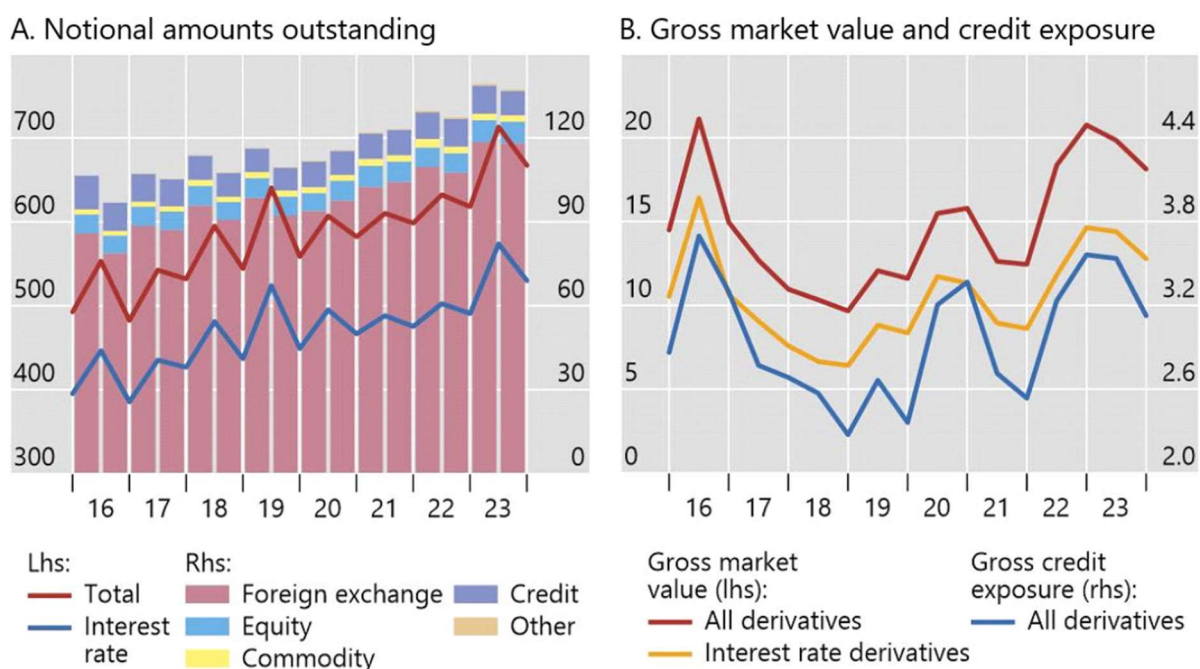 A. Notional amounts outstanding
700
600
500
400
300
120
90
60
30
0
16 17 18 19 20 21 22 23
Lhs:
Total
Interest
rate
Rhs:
Foreign exchange
Equity
Commodity
Credit
Other
B. Gross market value and credit exposure
20
15
10
5
0
4.4
3.8
3.2
2.6
2.0
16 17 18 19 20 21 22 23
Gross market
value (lhs):
All derivatives
Interest rate derivatives
Gross credit
exposure (rhs):
All derivatives